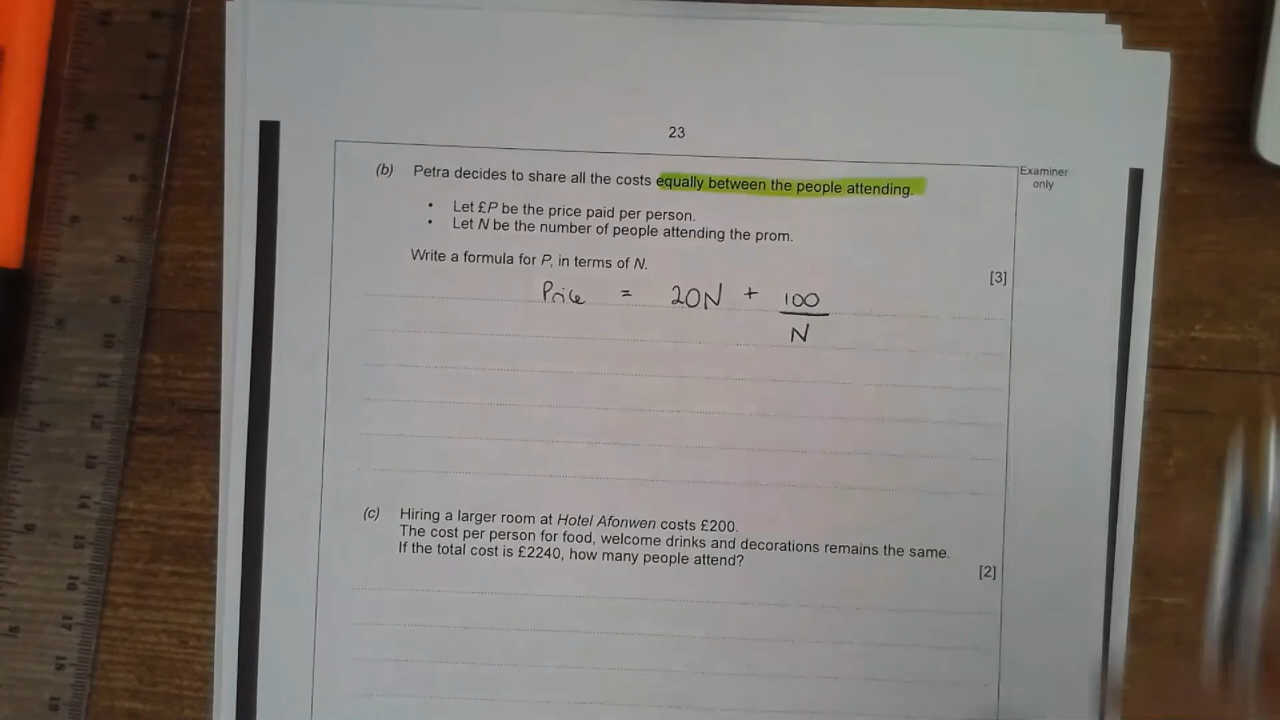 23
Examiner
only
(b) Petra decides to share all the costs equally between the people attending.
• Let £P be the price paid per person.
• Let N be the number of people attending the prom.
Write a formula for P, in terms of N.
[3]
Price = 20N + 100
N
(c) Hiring a larger room at Hotel Afonwen costs £200.
The cost per person for food, welcome drinks and decorations remains the same.
If the total cost is £2240, how many people attend?
[2]